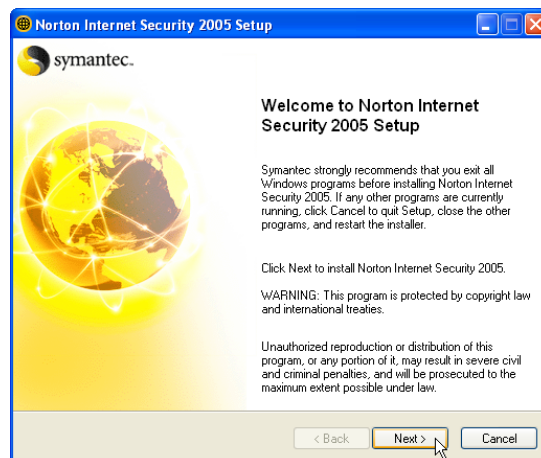 Norton Internet Security 2005 Setup
symantec.
Welcome to Norton Internet
Security 2005 Setup
Symantec strongly recommends that you exit all
Windows programs before installing Norton Internet
Security 2005. If any other programs are currently
running, click Cancel to quit Setup, close the other
programs, and restart the installer.
Click Next to install Norton Internet Security 2005.
WARNING: This program is protected by copyright law
and international treaties.
Unauthorized reproduction or distribution of this
program, or any portion of it, may result in severe civil
and criminal penalties, and will be prosecuted to the
maximum extent possible under law.
< Back Next > Cancel